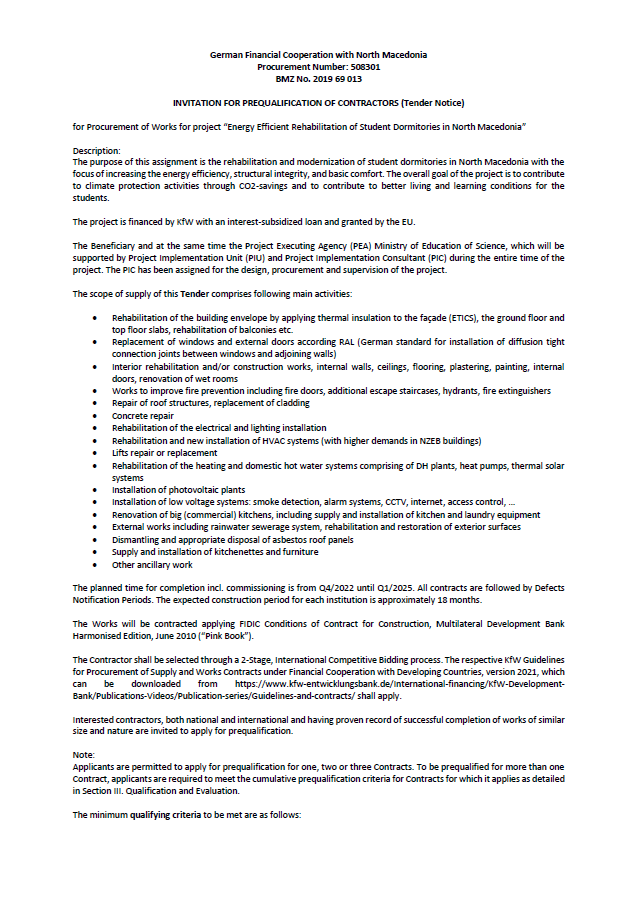 German Financial Cooperation with North Macedonia
Procurement Number: 508301
BMZ No. 2019 69 013
INVITATION FOR PREQUALIFICATION OF CONTRACTORS (Tender Notice)
for Procurement of Works for project “Energy Efficient Rehabilitation of Student Dormitories in North Macedonia”
Description:
The purpose of this assignment is the rehabilitation and modernization of student dormitories in North Macedonia with the
focus of increasing the energy efficiency, structural integrity, and basic comfort. The overall goal of the project is to contribute
to climate protection activities through CO2-savings and to contribute to better living and learning conditions for the
students.
The project is financed by KfW with an interest-subsidized loan and granted by the EU.
The Beneficiary and at the same time the Project Executing Agency (PEA) Ministry of Education of Science, which will be
supported by Project Implementation Unit (PIU) and Project Implementation Consultant (PIC) during the entire time of the
project. The PIC has been assigned for the design, procurement and supervision of the project.
The scope of supply of this Tender comprises following main activities:
• Rehabilitation of the building envelope by applying thermal insulation to the façade (ETICS), the ground floor and
top floor slabs, rehabilitation of balconies etc.
• Replacement of windows and external doors according RAL (German standard for installation of diffusion tight
connection joints between windows and adjoining walls)
• Interior rehabilitation and/or construction works, internal walls, ceilings, flooring, plastering, painting, internal
doors, renovation of wet rooms
• Works to improve fire prevention including fire doors, additional escape staircases, hydrants, fire extinguishers
• Repair of roof structures, replacement of cladding
• Concrete repair
• Rehabilitation of the electrical and lighting installation
• Rehabilitation and new installation of HVAC systems (with higher demands in NZEB buildings)
• Lifts repair or replacement
• Rehabilitation of the heating and domestic hot water systems comprising of DH plants, heat pumps, thermal solar
systems
• Installation of photovoltaic plants
• Installation of low voltage systems: smoke detection, alarm systems, CCTV, internet, access control, ...
• Renovation of big (commercial) kitchens, including supply and installation of kitchen and laundry equipment
• External works including rainwater sewerage system, rehabilitation and restoration of exterior surfaces
• Dismantling and appropriate disposal of asbestos roof panels
• Supply and installation of kitchenettes and furniture
• Other ancillary work
The planned time for completion incl. commissioning is from Q4/2022 until Q1/2025. All contracts are followed by Defects
Notification Periods. The expected construction period for each institution is approximately 18 months.
The Works will be contracted applying FIDIC Conditions of Contract for Construction, Multilateral Development Bank
Harmonised Edition, June 2010 (“Pink Book”).
The Contractor shall be selected through a 2-Stage, International Competitive Bidding process. The respective KfW Guidelines
for Procurement of Supply and Works Contracts under Financial Cooperation with Developing Countries, version 2021, which
can be downloaded from https://www.kfw-entwicklungsbank.de/International-financing/KfW-Development-
Bank/Publications-Videos/Publication-series/Guidelines-and-contracts/ shall apply.
Interested contractors, both national and international and having proven record of successful completion of works of similar
size and nature are invited to apply for prequalification.
Note:
Applicants are permitted to apply for prequalification for one, two or three Contracts. To be prequalified for more than one
Contract, applicants are required to meet the cumulative prequalification criteria for Contracts for which it applies as detailed
in Section III. Qualification and Evaluation.
The minimum qualifying criteria to be met are as follows: